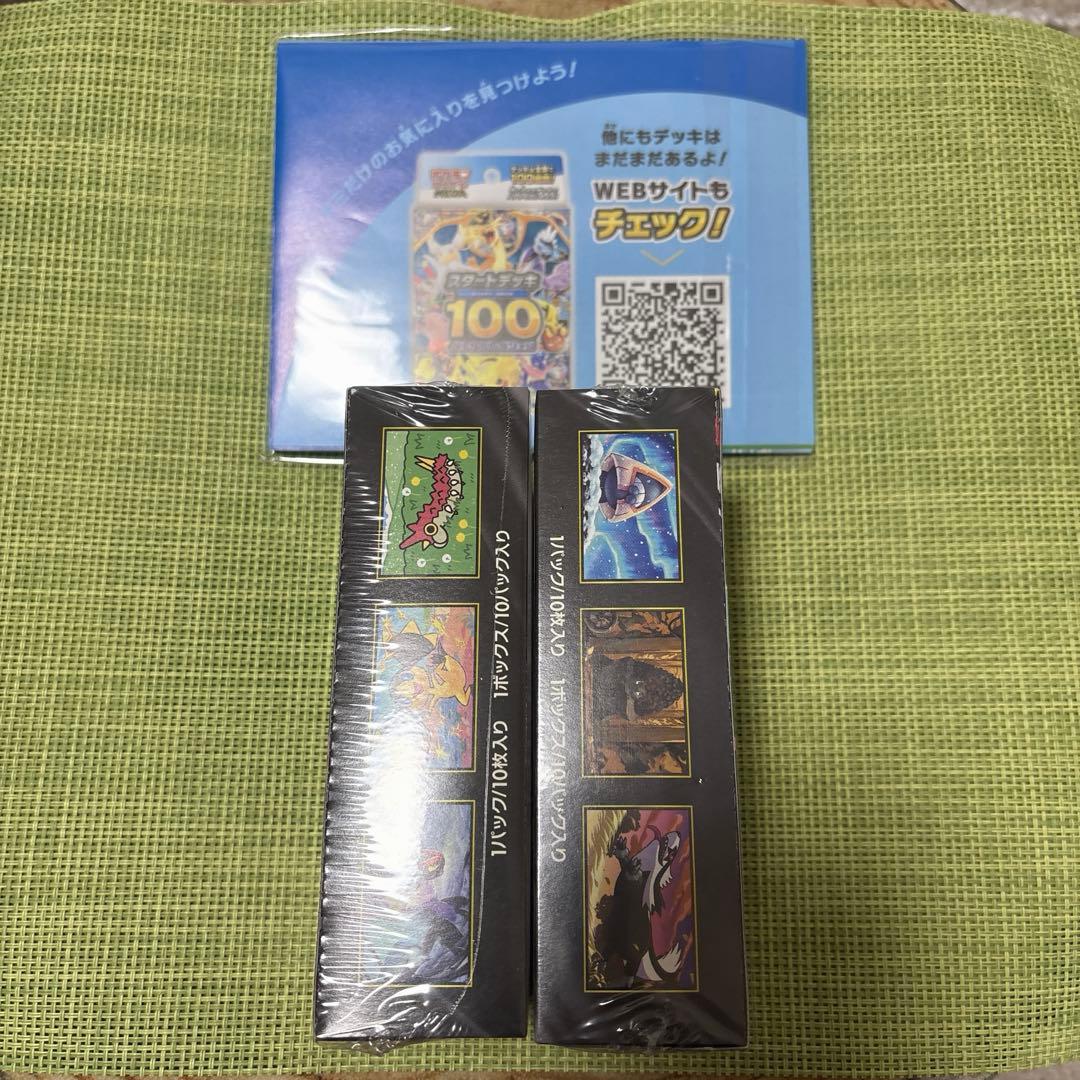 だけのお気に入りを見つけよう!
他にもデッキは
まだまだあるよ!
WEBサイトも
チェック!
スタートデッキ
100
1パック/10枚入り 1ボックス/10パック入り
1パック/10枚入り 1ボックス/10パック入り